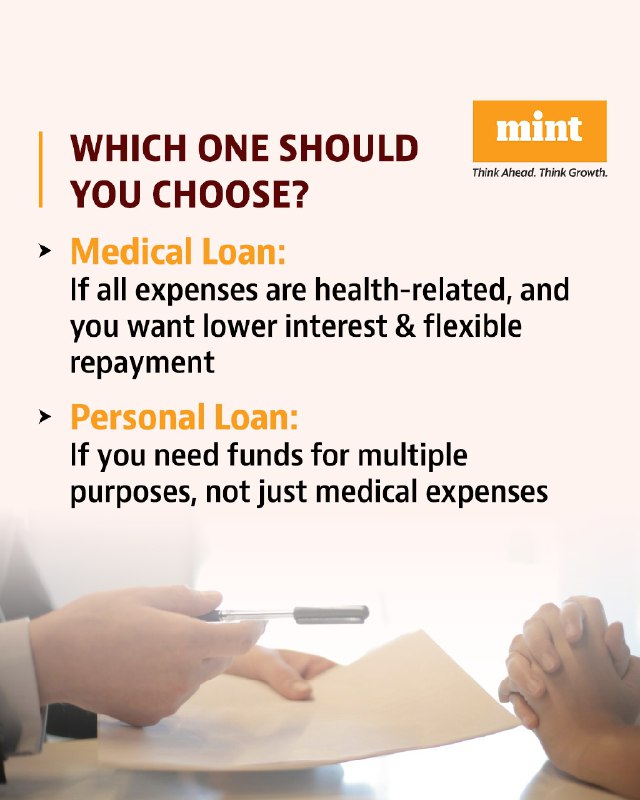 mint
Think Ahead. Think Growth.
WHICH ONE SHOULD
YOU CHOOSE?
Medical Loan:
If all expenses are health-related, and
you want lower interest & flexible
repayment
Personal Loan:
If you need funds for multiple
purposes, not just medical expenses